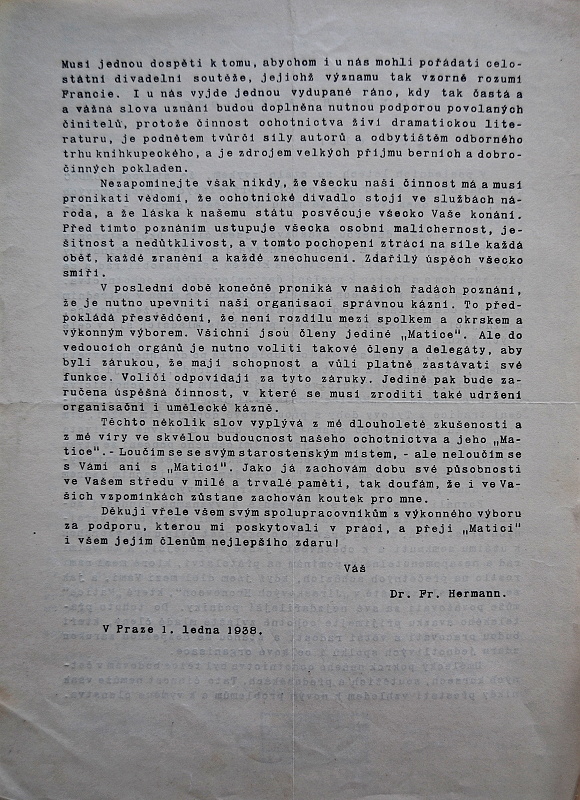 Musí jednou dospěti k tomu, abychom i u nás mohli pořádati celo-
státní divadelní soutěže, jejichž významu tak vzorně rozumí
Francie. I u nás vyjde jednou vydupané ráno, kdy tak častá a
a vážná slova uznání budou doplněna nutnou podporou povolaných
činitelů, protože činnost ochotnictva živí dramatickou lite-
raturu, je podnětem tvůrčí síly autorů a odbytištěm odborného
trhu knihkupeckého, a je zdrojem velkých příjmu berních a dobro-
činných pokladen.
Nezapomínejte však nikdy, že všecku naši činnost má a musí
pronikati vědomí, že ochotnické divadlo stojí ve službách ná-
roda, a že láska k našemu státu posvěcuje všecko Vaše konání.
Před tímto poznáním ustupuje všecka osobní malichernost, je-
šitnost a nedůtklivost, a v tomto pochopení ztrácí na síle každá
oběť, každé zranění a každé znechucení. Zdařilý úspěch všecko
smíří.
V poslední době konečně proniká v našich řadách poznání,
že je nutno upevniti naši organisaci správnou kázní. To před-
pokládá přesvědčení, že není rozdílu mezi spolkem a okrskem a
výkonným výborem. Všichni jsou členy jediné „Matice". Ale do
vedoucích orgánů je nutno voliti takové členy a delegáty, aby
byli zárukou, že mají schopnost a vůli platně zastávati své
funkce. Voliči odpovídají za tyto záruky. Jedině pak bude za-
ručena úspěšná činnost, v které se musí zroditi také udržení
organisační i umělecké kázně.
Těchto několik slov vyplývá z mé dlouholeté zkušenosti a
z mé víry ve skvělou budoucnost našeho ochotnictva a jeho „Ma-
tice".- Loučím se se svým starostenským místem, - ale neloučím se
s Vámi ani s „Maticí". Jako já zachovám dobu své působnosti
ve Vašem středu v milé a trvalé paměti, tak doufám, že i ve Va-
šich vzpomínkách zůstane zachován koutek pro mne.
Děkuji vřele všem svým spolupracovníkům z výkonného výboru
za podporu, kterou mi poskytovali v práci, a přeji „Matici"
i všem jejím členům nejlepšího zdaru!
Váš
Dr. Fr. Hermann.
V Praze 1. ledna 1938.